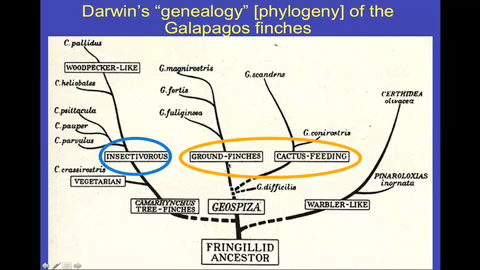 Darwin's "genealogy" [phylogeny] of the
Galapagos finches
C. pallidus
WOODPECKER-LIKE
C. heliobates
C. psittacula
C. pauper
C. parvulus
INSECTIVOROUS
C. crassirostris
VEGETARIAN
CAMARHYNCHUS
TREE-FINCHES
G. magnirostris
G. fortis
G. fuliginosa
GROUND-FINCHES
G. scandens
G. conirostris
CACTUS-FEEDING
G. difficilis
GEOSPIZA
CERTHIDEA
olivacea
PINAROLOXIAS
inornata
WARBLER-LIKE
FRINGILLID
ANCESTOR